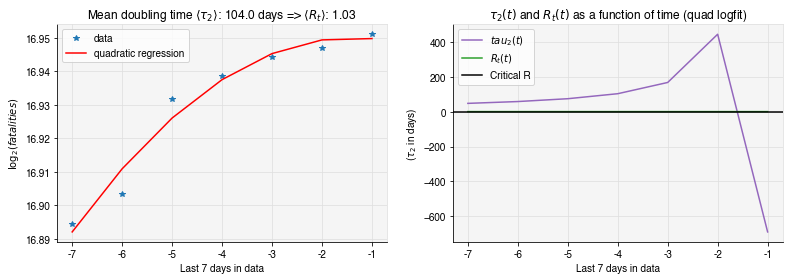 Mean doubling time ⟨τ₂⟩: 104.0 days => ⟨Rₜ⟩: 1.03
data
quadratic regression
log₂(fatalities)
16.95
16.94
16.93
16.92
16.91
16.90
16.89
-7 -6 -5 -4 -3 -2 -1
Last 7 days in data
τ₂(t) and Rₜ(t) as a function of time (quad logfit)
tau₂(t)
Rₜ(t)
Critical R
(τ₂ in days)
400
200
0
−200
−400
−600
-7 -6 -5 -4 -3 -2 -1
Last 7 days in data